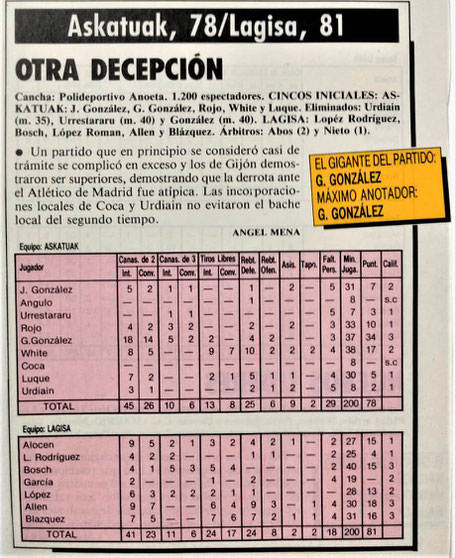 Askatuak, 78/Lagisa, 81
OTRA DECEPCIÓN
Cancha: Polideportivo Anoeta. 1.200 espectadores. CINCOS INICIALES: AS-
KATUAK: J. González, G. González, Rojo, White y Luque. Eliminados: Urdiain
(m. 35), Urrestararu (m. 40) y González (m. 40). LAGISA: Lopéz Rodríguez,
Bosch, López Roman, Allen y Blázquez. Árbitros: Abos (2) y Nieto (1).
● Un partido que en principio se consideró casi de
trámite se complicó en exceso y los de Gijón demos-
traron ser superiores, demostrando que la derrota ante
el Atlético de Madrid fue atípica. Las incorporacio-
nes locales de Coca y Urdiain no evitaron el bache
local del segundo tiempo.
ANGEL MENA
EL GIGANTE DEL PARTIDO:
G. GONZÁLEZ
MÁXIMO ANOTADOR:
G. GONZÁLEZ
Equipo: ASKATUAK
Jugador Canas. de 2 Canas. de 3 Tiros Libres Rebt. Defe. Rebt. Ofen. Asis. Tapn. Falt. Pers. Min. Juga. Punt. Calif.
Int. Conv. Int. Conv. Int. Conv.
J. González 5 2 1 1 — — 1 — 2 — 5 31 7 2
Angulo — — — — — — 1 — — — — 8 — s.c
Urrestararu — — 1 1 — — — — — — 5 7 3 1
Rojo 4 2 3 2 — — 1 — 2 — 3 33 10 1
G.González 18 14 5 2 — — 4 2 — — 3 37 34 3
White 8 5 — — 9 7 10 2 2 2 4 38 17 2
Coca — — — — — — — — — — — 8 — s.c
Luque 7 2 — — 2 1 5 1 1 — 4 30 5 1
Urdiain 3 1 — — — — 2 1 2 — 5 8 2 1
TOTAL 45 26 10 6 13 8 25 6 9 2 29 200 78
Equipo: LAGISA
Alocen 9 5 2 1 3 2 4 2 1 — 2 27 15 1
L. Rodríguez 4 2 2 — — — 2 1 — — 2 25 4 1
Bosch 4 1 5 3 5 4 — — — — 2 40 15 3
García 2 — — — — — 1 — — — 4 19 — 2
López 6 3 2 2 2 1 — — — — 3 28 13 2
Allen 9 7 — — 6 4 9 3 — 1 4 30 18 3
Blazquez 7 5 — — 7 6 7 2 1 1 4 31 16 3
TOTAL 41 23 11 6 24 17 24 8 2 2 18 200 81